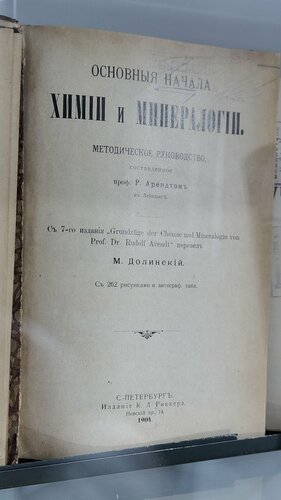 ОСНОВНЫЯ НАЧАЛА
ХИМІИ и МИНЕРАЛОГІИ.
МЕТОДИЧЕСКОЕ РУКОВОДСТВО,
СОСТАВЛЕННОЕ
проф. Р. Арендтомъ
въ Лейпцигѣ.
Съ 7-го изданія „Grundzüge der Chemie und Mineralogie von
Prof. Dr. Rudolf Arendt" перевелъ
М. Долинскій.
Съ 262 рисунками и литограф. табл.
С.-ПЕТЕРБУРГЪ.
Изданіе К. Л. Риккера.
Невскій пр., 14.
1904